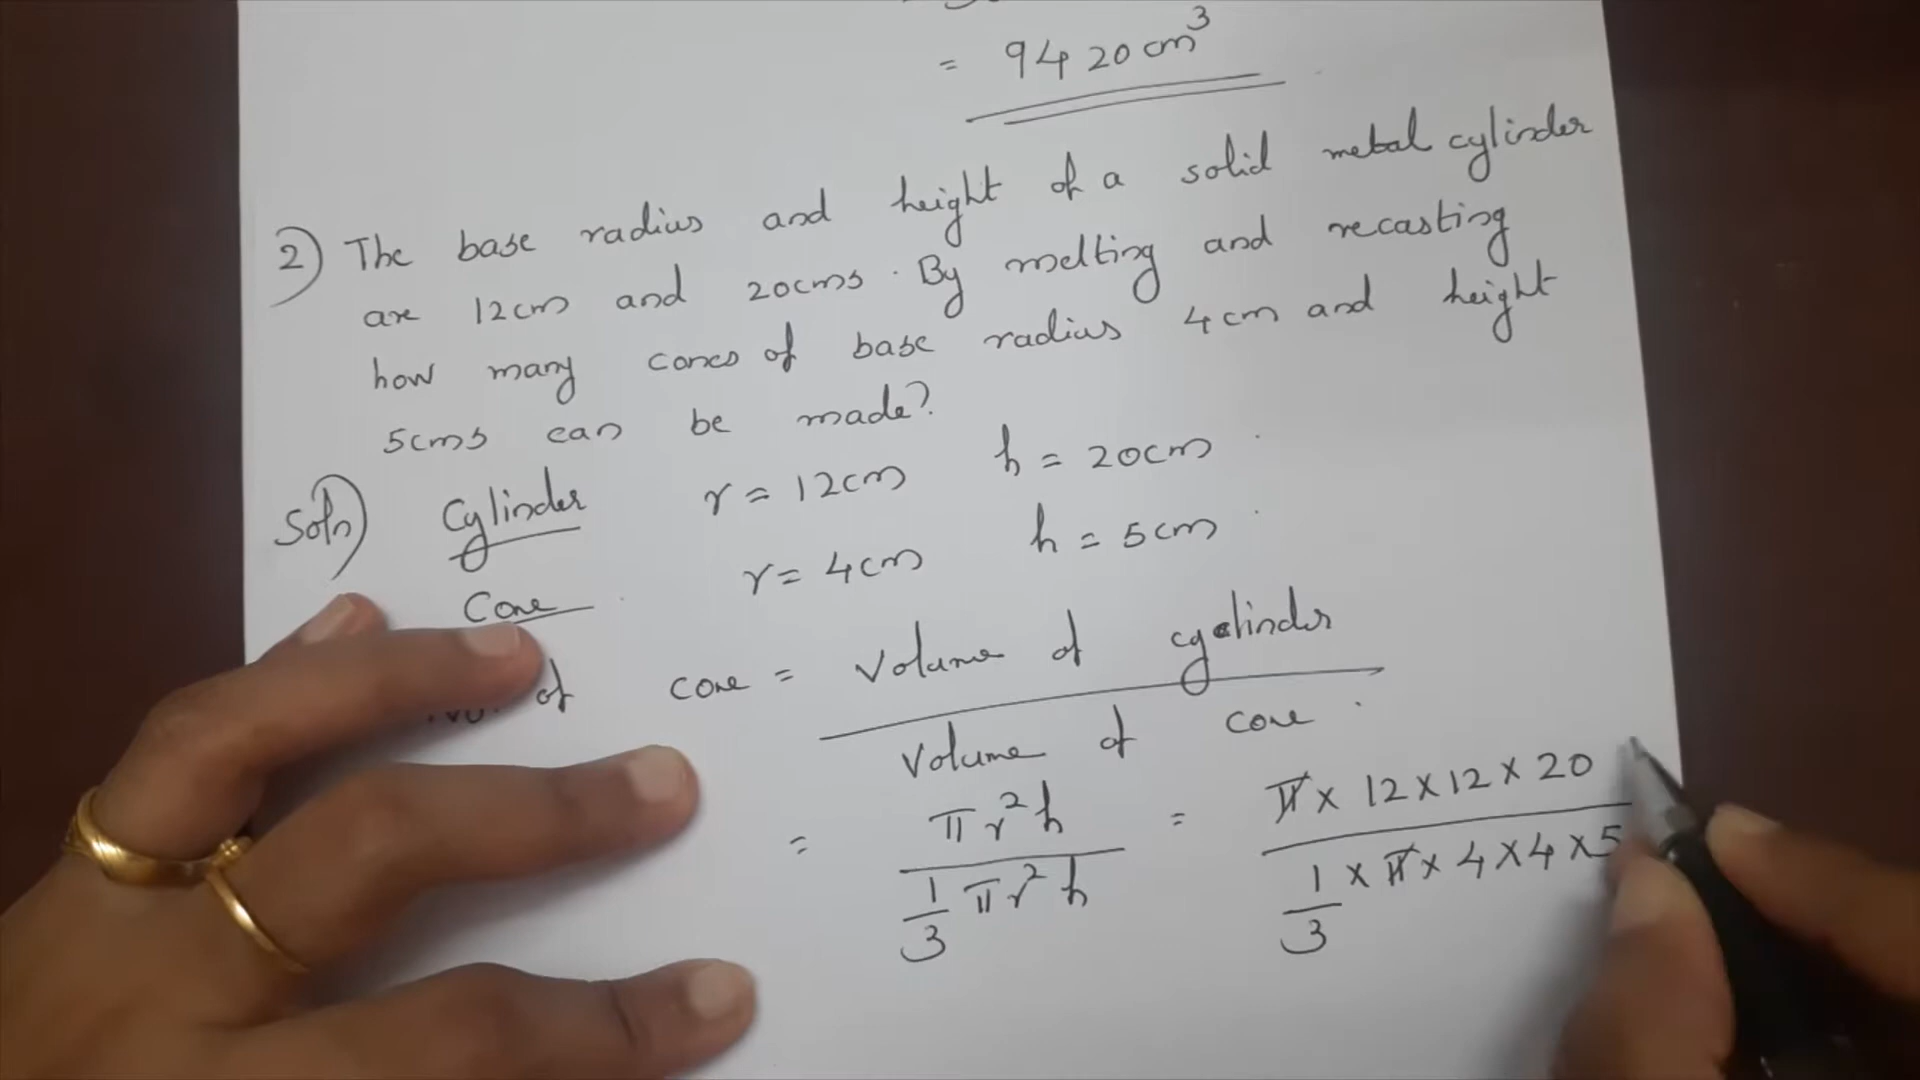 = 9420 cm³
2) The base radius and height of a solid metal cylinder
are 12cm and 20cms. By melting and recasting
how many cones of base radius 4cm and height
5cms can be made?
Soln) Cylinder r = 12cm h = 20cm
Cone r = 4cm h = 5cm
of cone = Volume of cyclinder
Volume of cone
= πr²h = π × 12 × 12 × 20
1/3 πr²h 1/3 × π × 4 × 4 × 5